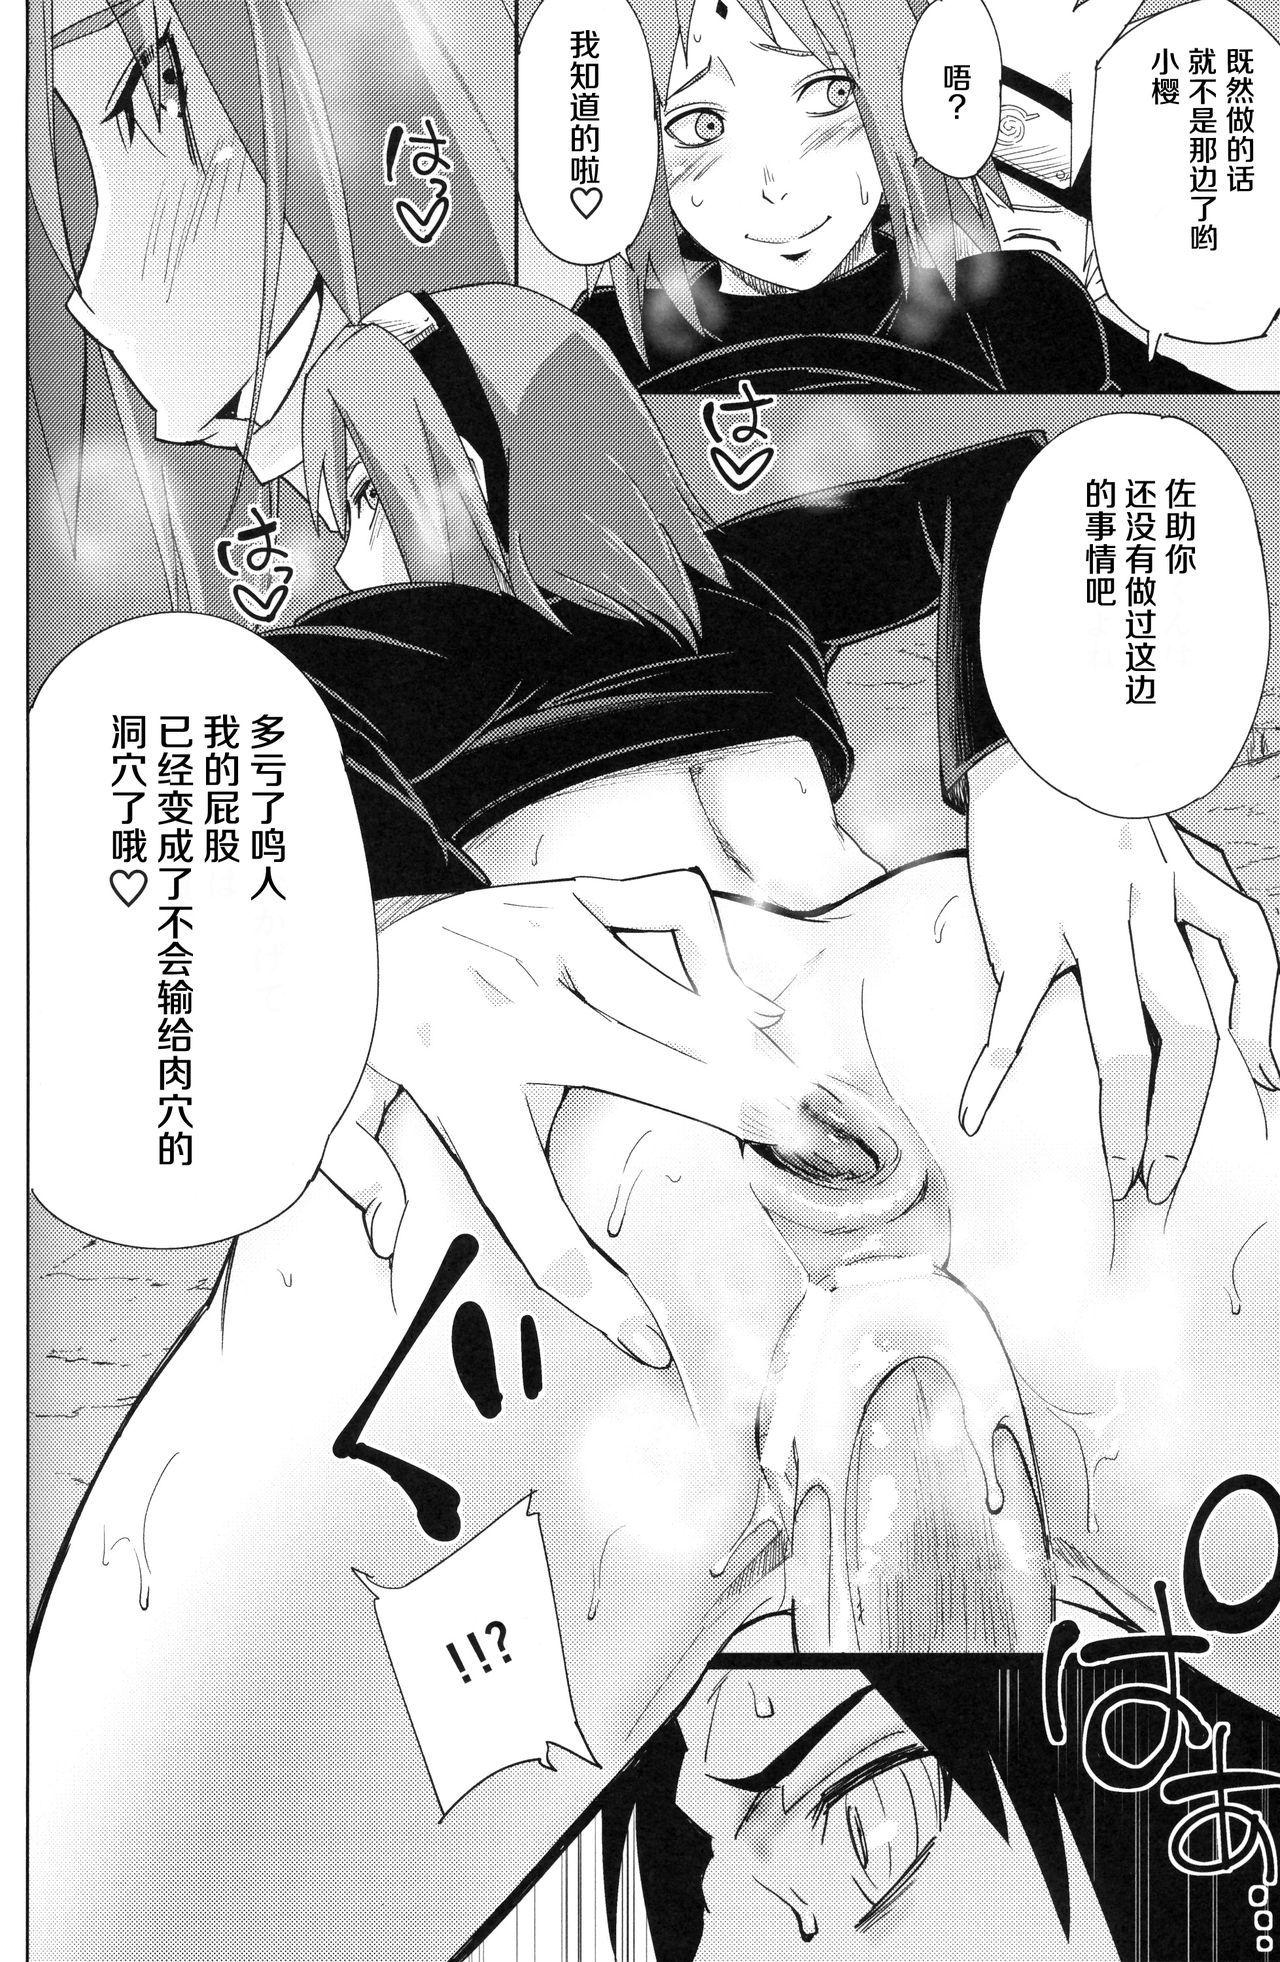 既然做的话
就不是那边了哟
小樱
唔?
我知道的啦♡
はっ♡
はっ♡
はっ♡
佐助你
还没有做过这边
的事情吧
多亏了鸣人
我的屁股
已经变成了不会输给肉穴的
洞穴了哦♡
ぐぱぁ…
!!?